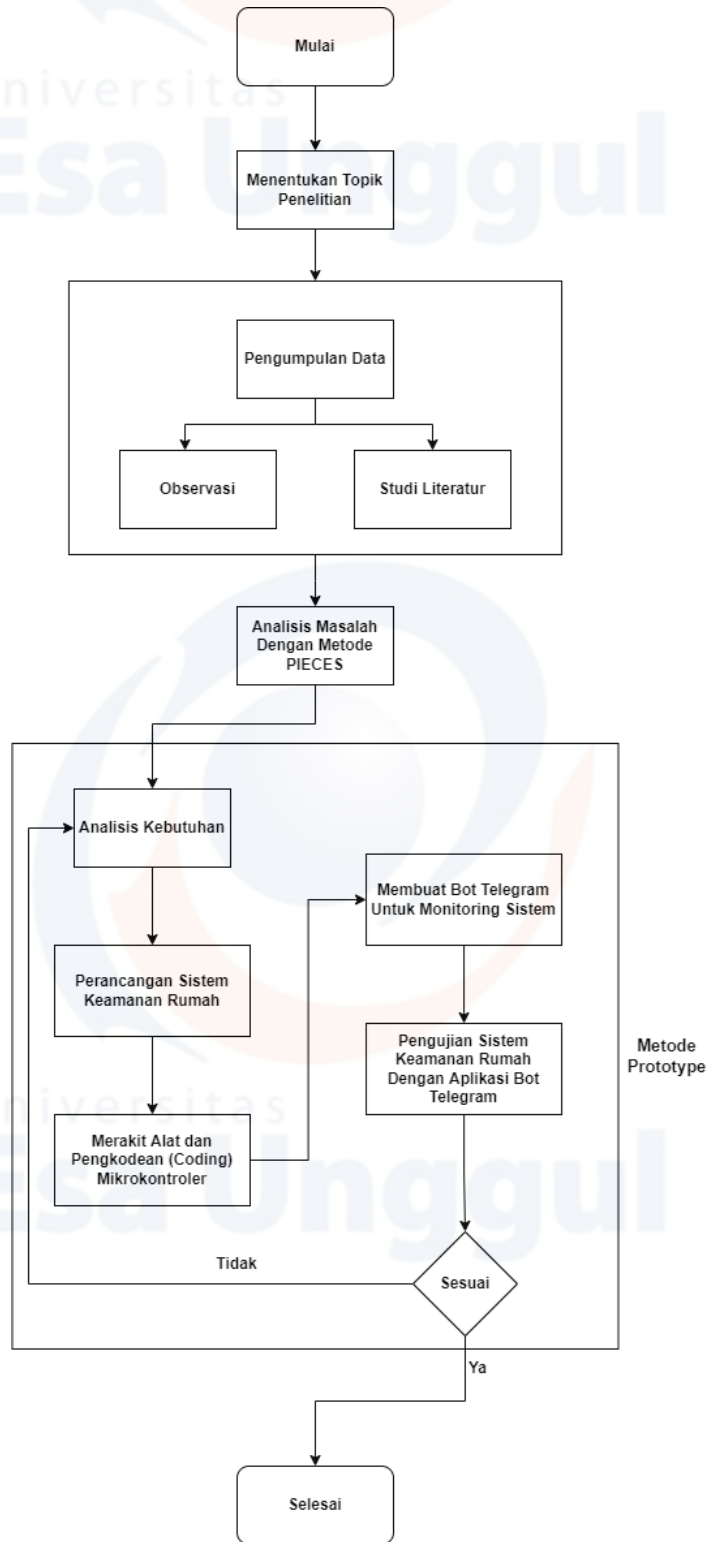 Mulai
Universitas
Esa Unggul
Menentukan Topik
Penelitian
Pengumpulan Data
Observasi
Studi Literatur
Analisis Masalah
Dengan Metode
PIECES
Analisis Kebutuhan
Perancangan Sistem
Keamanan Rumah
Merakit Alat dan
Pengkodean (Coding)
Mikrokontroler
Membuat Bot Telegram
Untuk Monitoring Sistem
Pengujian Sistem
Keamanan Rumah
Dengan Aplikasi Bot
Telegram
Metode
Prototype
Universitas
Esa Unggul
Tidak
Sesuai
Ya
Selesai